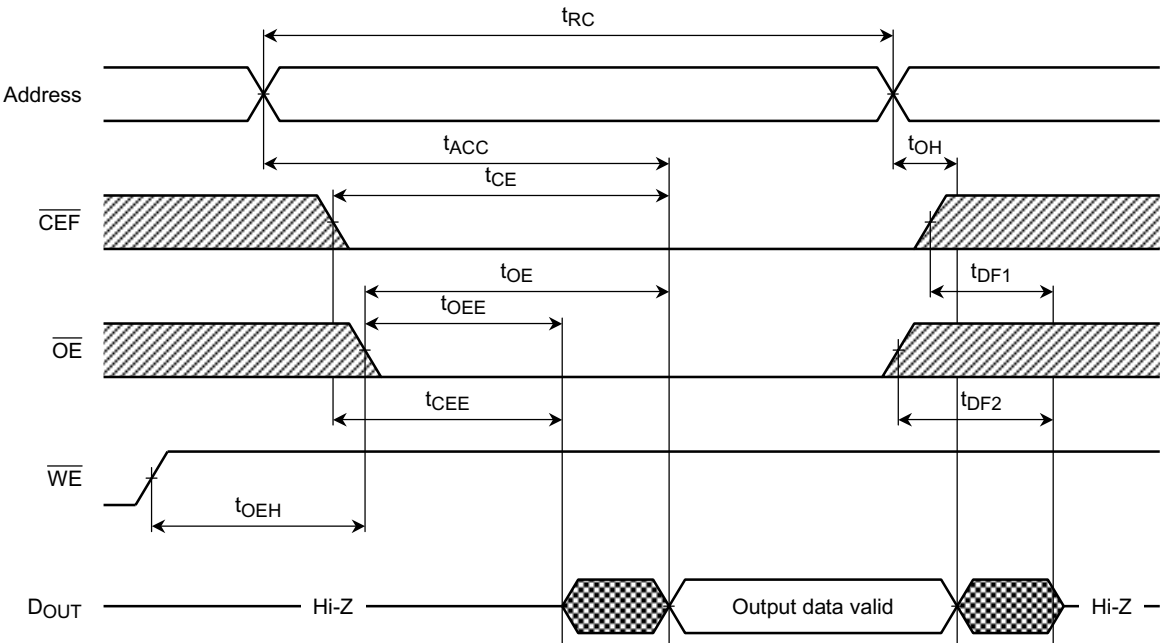 tRC
Address
tACC
tOH
tCE
CEF
tOE
tDF1
tOEE
OE
tCEE
tDF2
WE
tOEH
DOUT
Hi-Z
Output data valid
Hi-Z